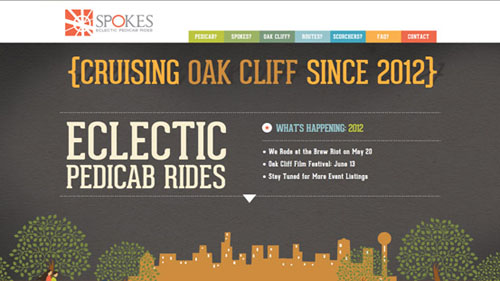 SPOKES
ECLECTIC PEDICAB RIDES
PEDICAB? SPOKES? OAK CLIFF? ROUTES? SCORCHERS? FAQ? CONTACT
{CRUISING OAK CLIFF SINCE 2012}
ECLECTIC
PEDICAB RIDES
WHAT'S HAPPENING: 2012
• We Rode at the Brew Riot on May 20
• Oak Cliff Film Festival: June 13
• Stay Tuned for More Event Listings